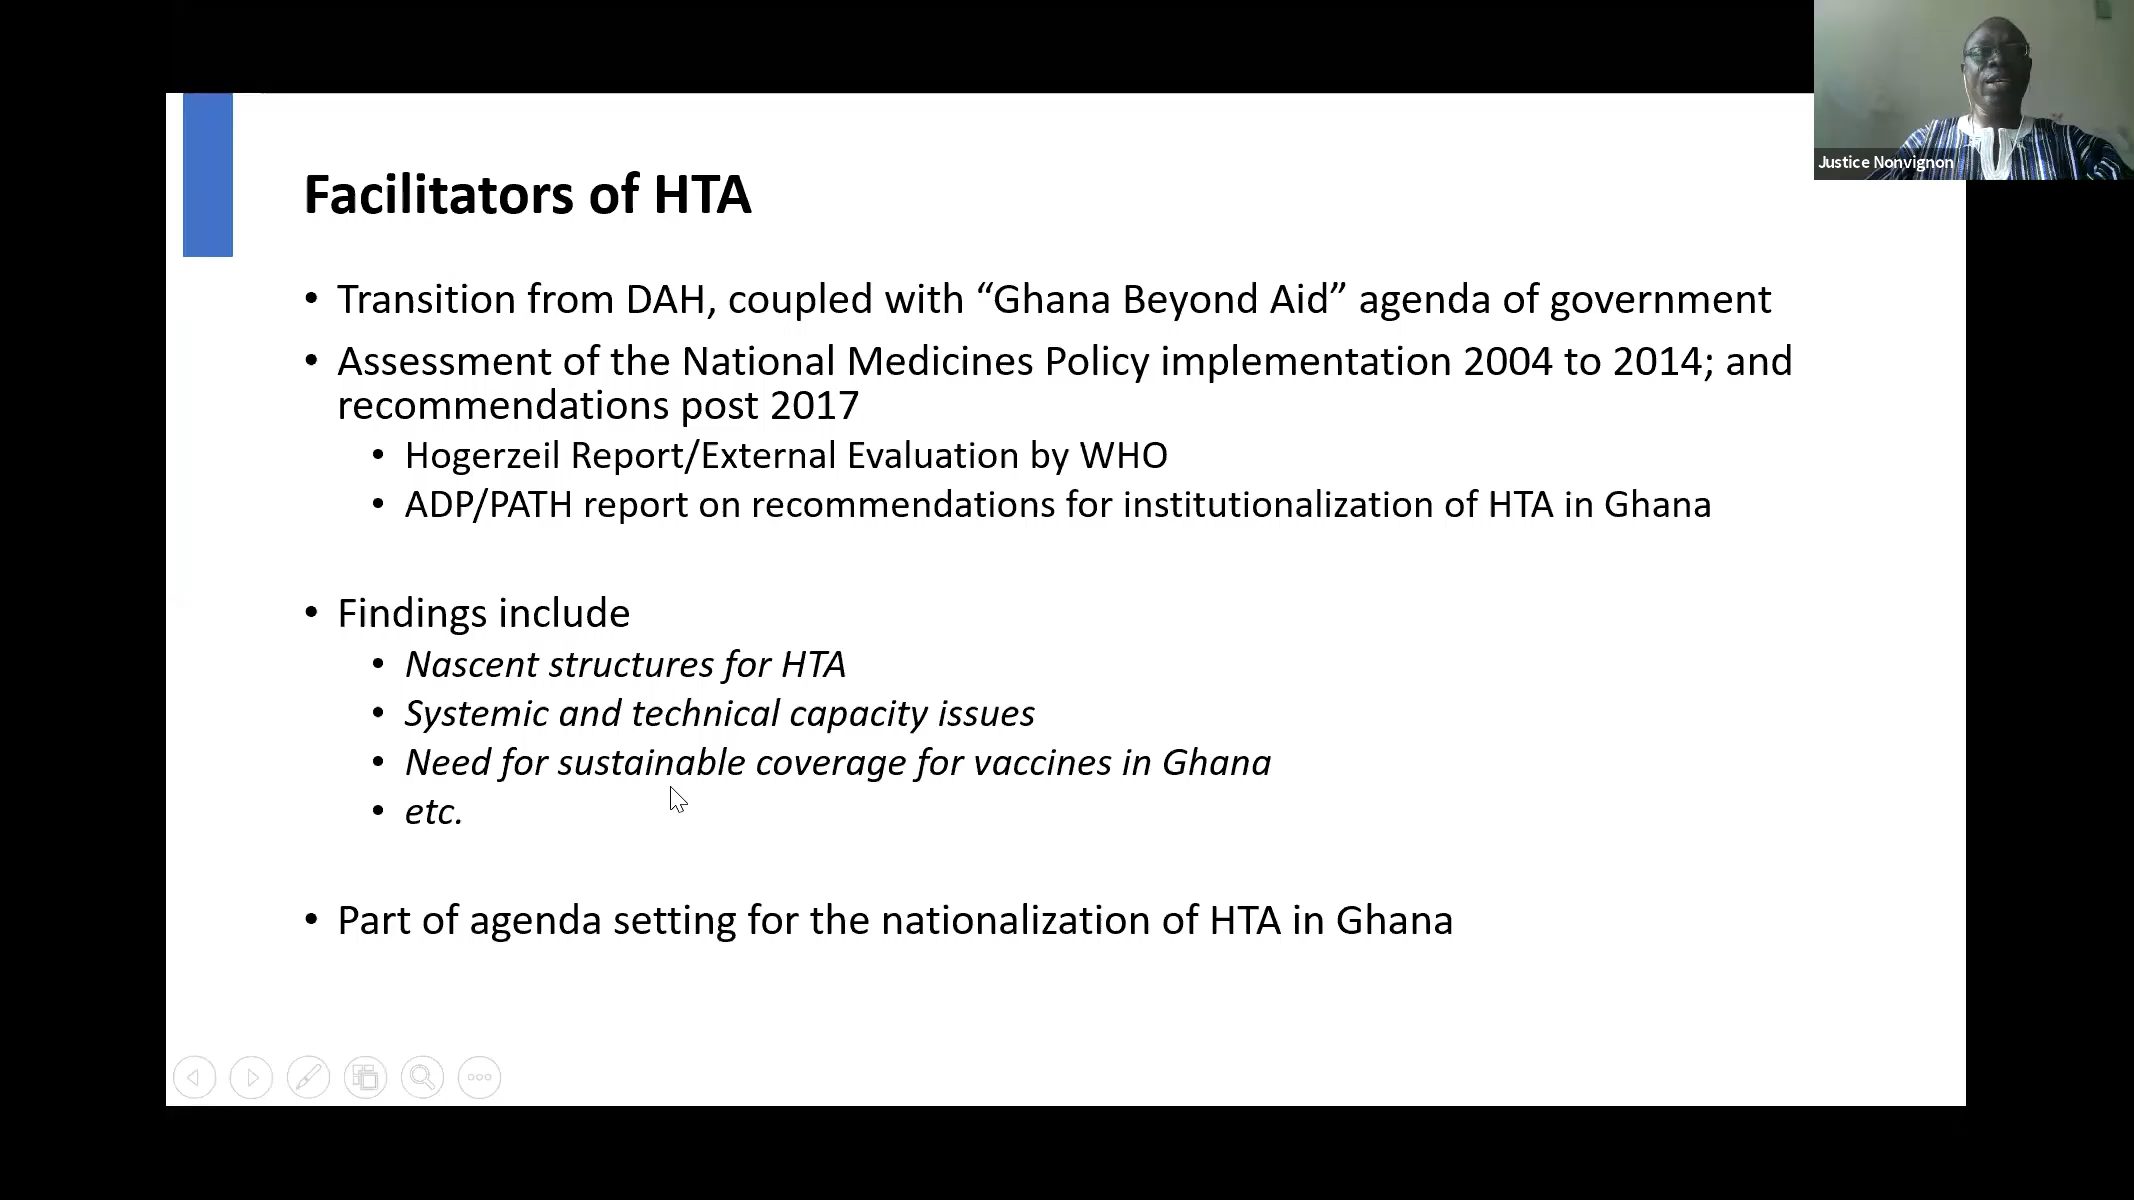 Justice Nonvignon
Facilitators of HTA
• Transition from DAH, coupled with “Ghana Beyond Aid” agenda of government
• Assessment of the National Medicines Policy implementation 2004 to 2014; and
recommendations post 2017
• Hogerzeil Report/External Evaluation by WHO
• ADP/PATH report on recommendations for institutionalization of HTA in Ghana
• Findings include
• Nascent structures for HTA
• Systemic and technical capacity issues
• Need for sustainable coverage for vaccines in Ghana
• etc.
• Part of agenda setting for the nationalization of HTA in Ghana